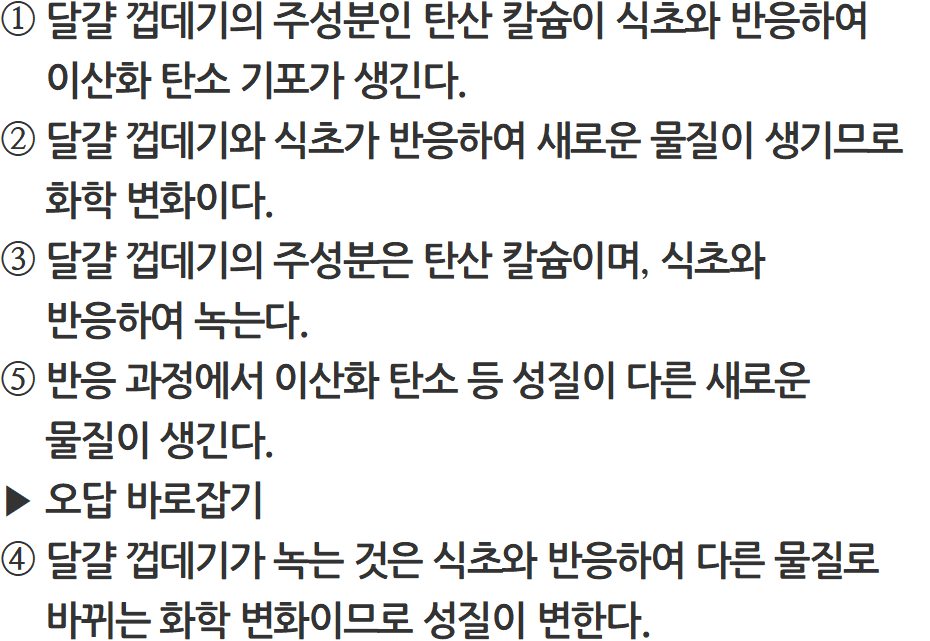 ① 달걀 껍데기의 주성분인 탄산 칼슘이 식초와 반응하여
이산화 탄소 기포가 생긴다.
② 달걀 껍데기와 식초가 반응하여 새로운 물질이 생기므로
화학 변화이다.
③ 달걀 껍데기의 주성분은 탄산 칼슘이며, 식초와
반응하여 녹는다.
⑤ 반응 과정에서 이산화 탄소 등 성질이 다른 새로운
물질이 생긴다.
▶ 오답 바로잡기
④ 달걀 껍데기가 녹는 것은 식초와 반응하여 다른 물질로
바뀌는 화학 변화이므로 성질이 변한다.